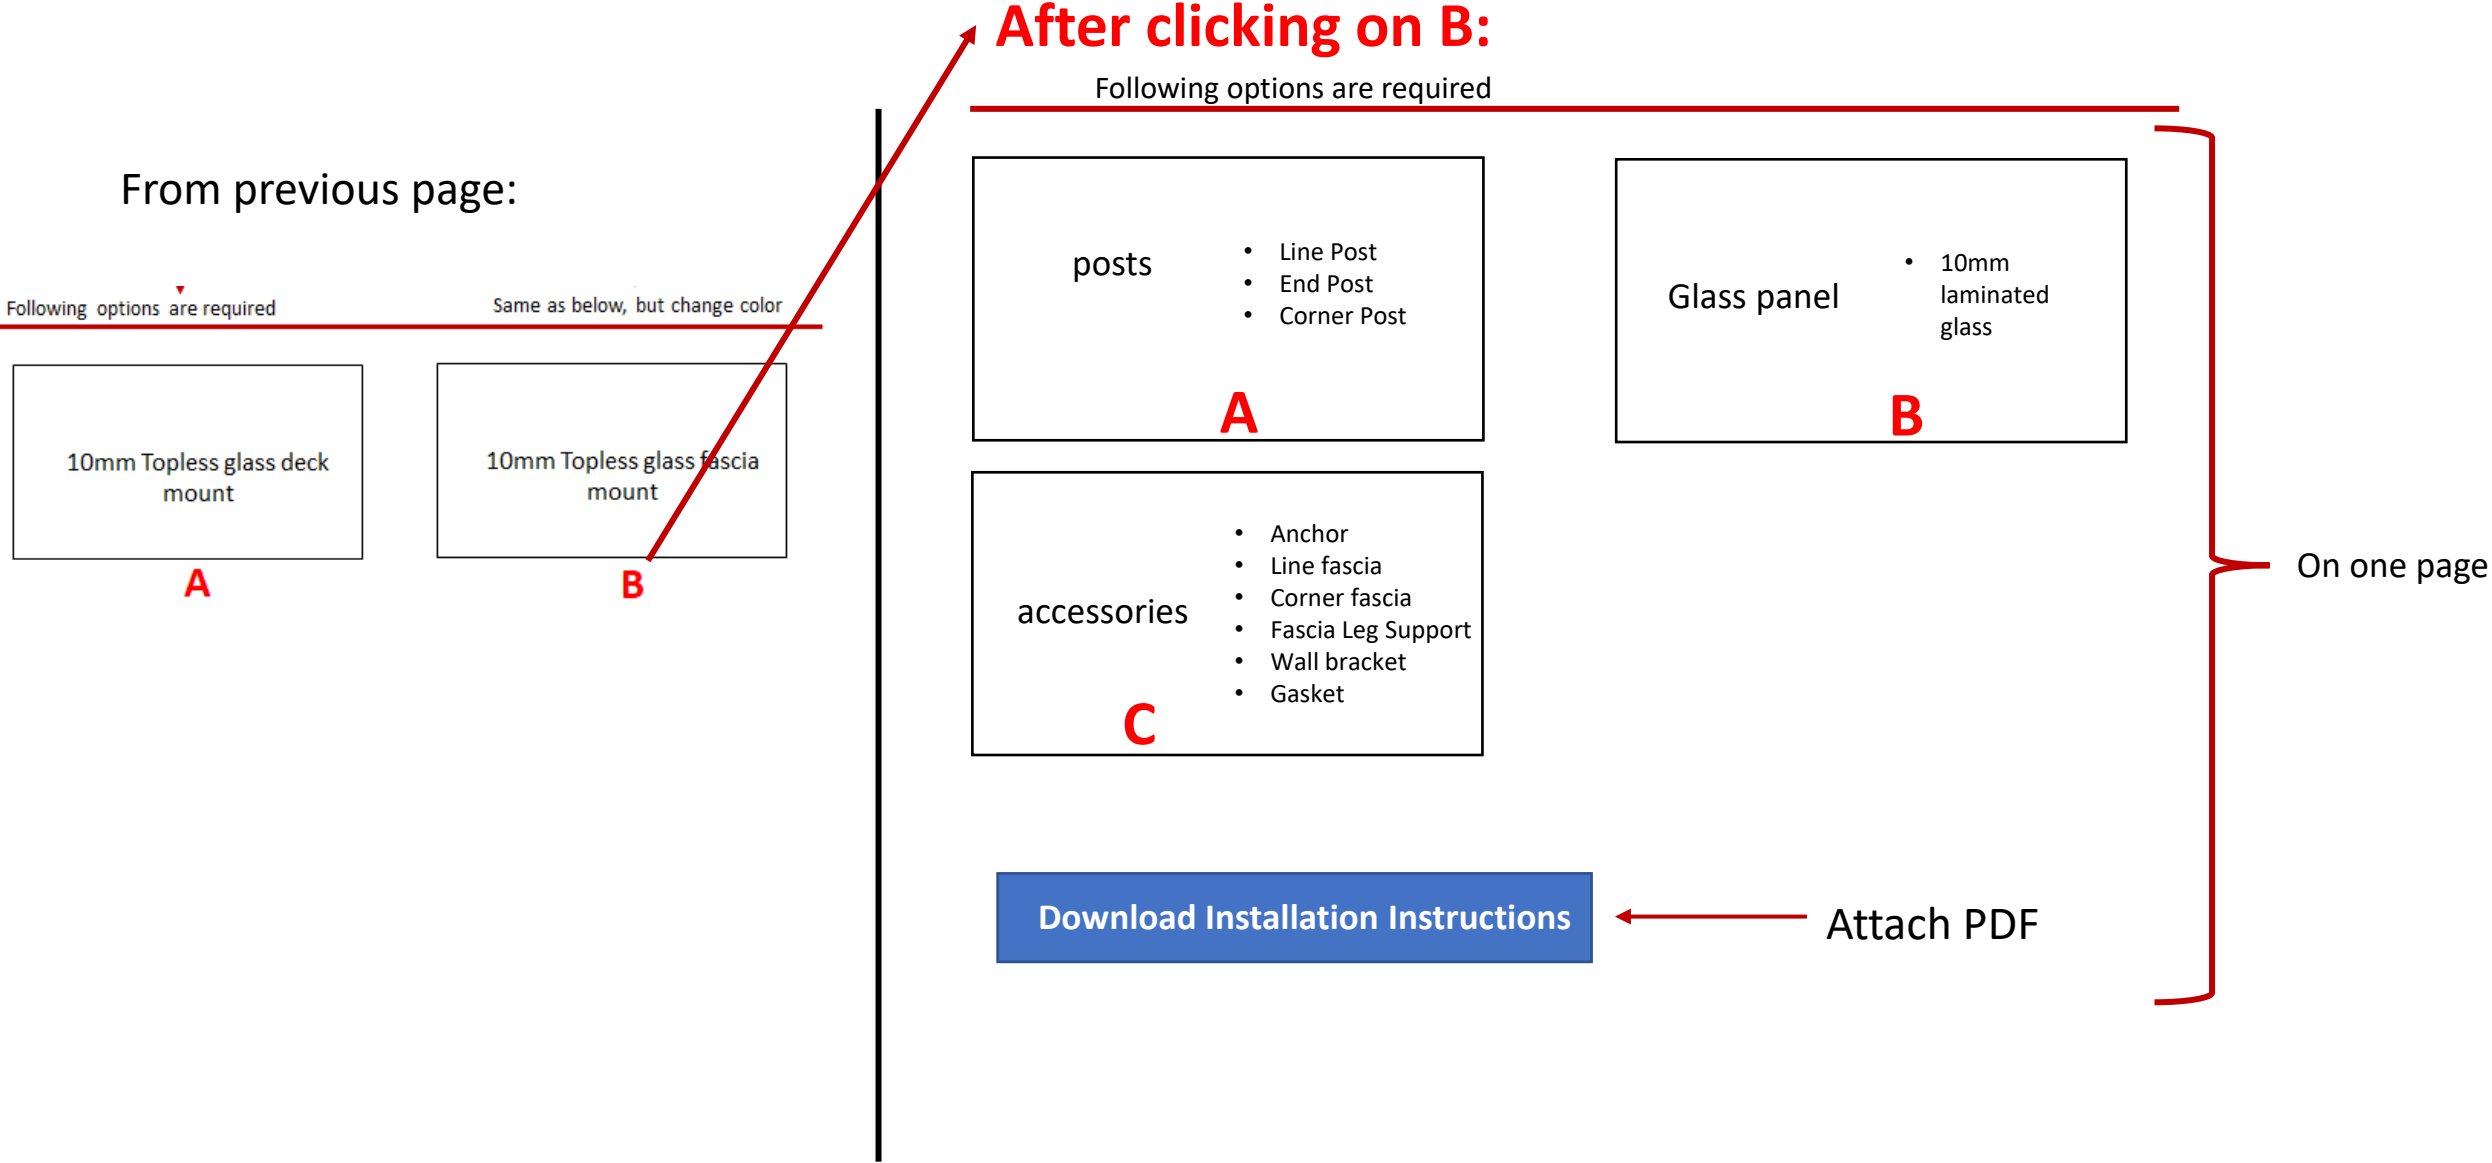 After clicking on B:
Following options are required
From previous page:
Following options are required
Same as below, but change color
10mm Topless glass deck
mount
A
10mm Topless glass fascia
mount
B
posts
• Line Post
• End Post
• Corner Post
A
Glass panel
• 10mm
laminated
glass
B
accessories
• Anchor
• Line fascia
• Corner fascia
• Fascia Leg Support
• Wall bracket
• Gasket
C
On one page
Download Installation Instructions
Attach PDF